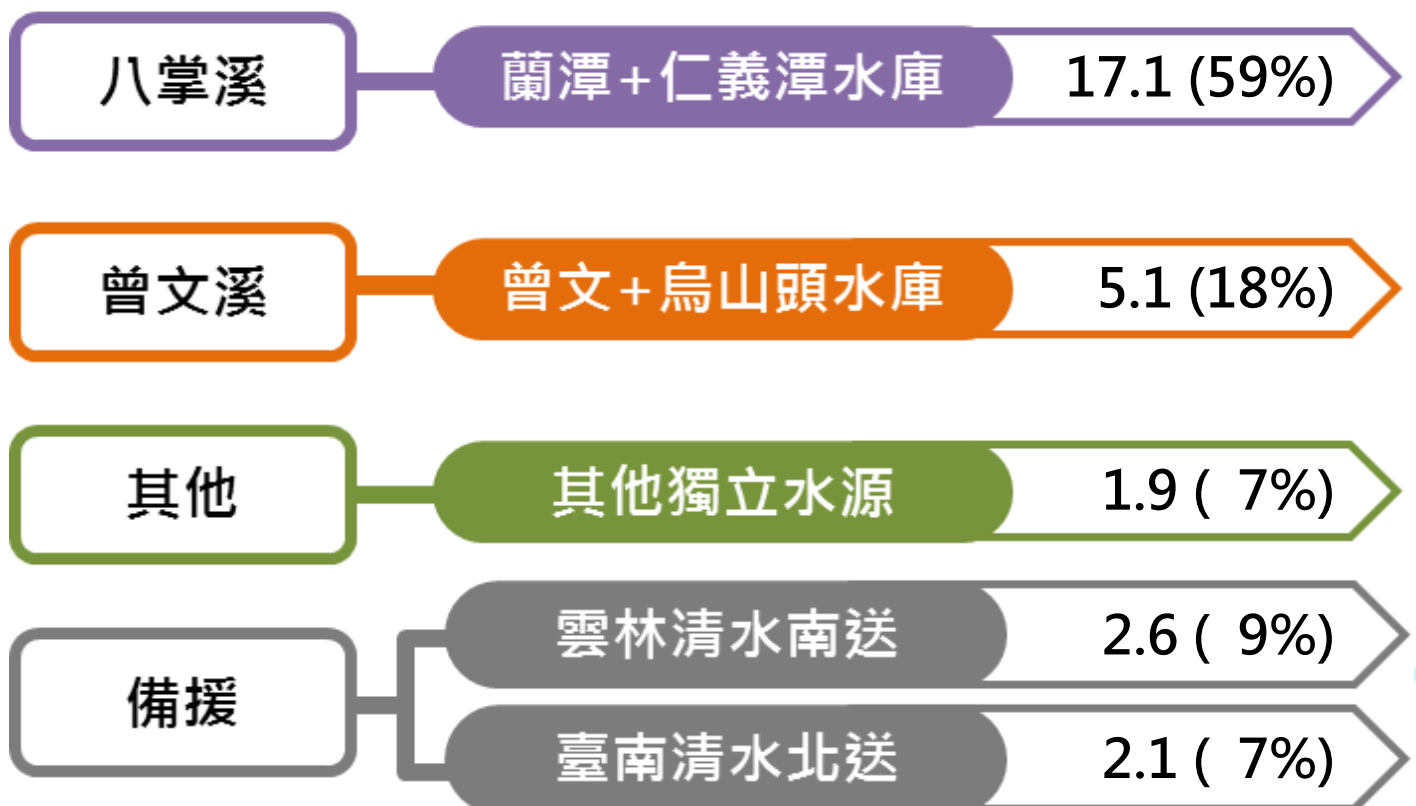 八掌溪 蘭潭+仁義潭水庫 17.1 (59%)
曾文溪 曾文+烏山頭水庫 5.1 (18%)
其他 其他獨立水源 1.9 ( 7%)
備援
雲林清水南送 2.6 ( 9%)
臺南清水北送 2.1 ( 7%)